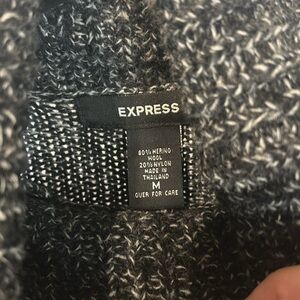 EXPRESS
80% MERINO
WOOL
20% NYLON
MADE IN
THAILAND
M
OVER FOR CARE